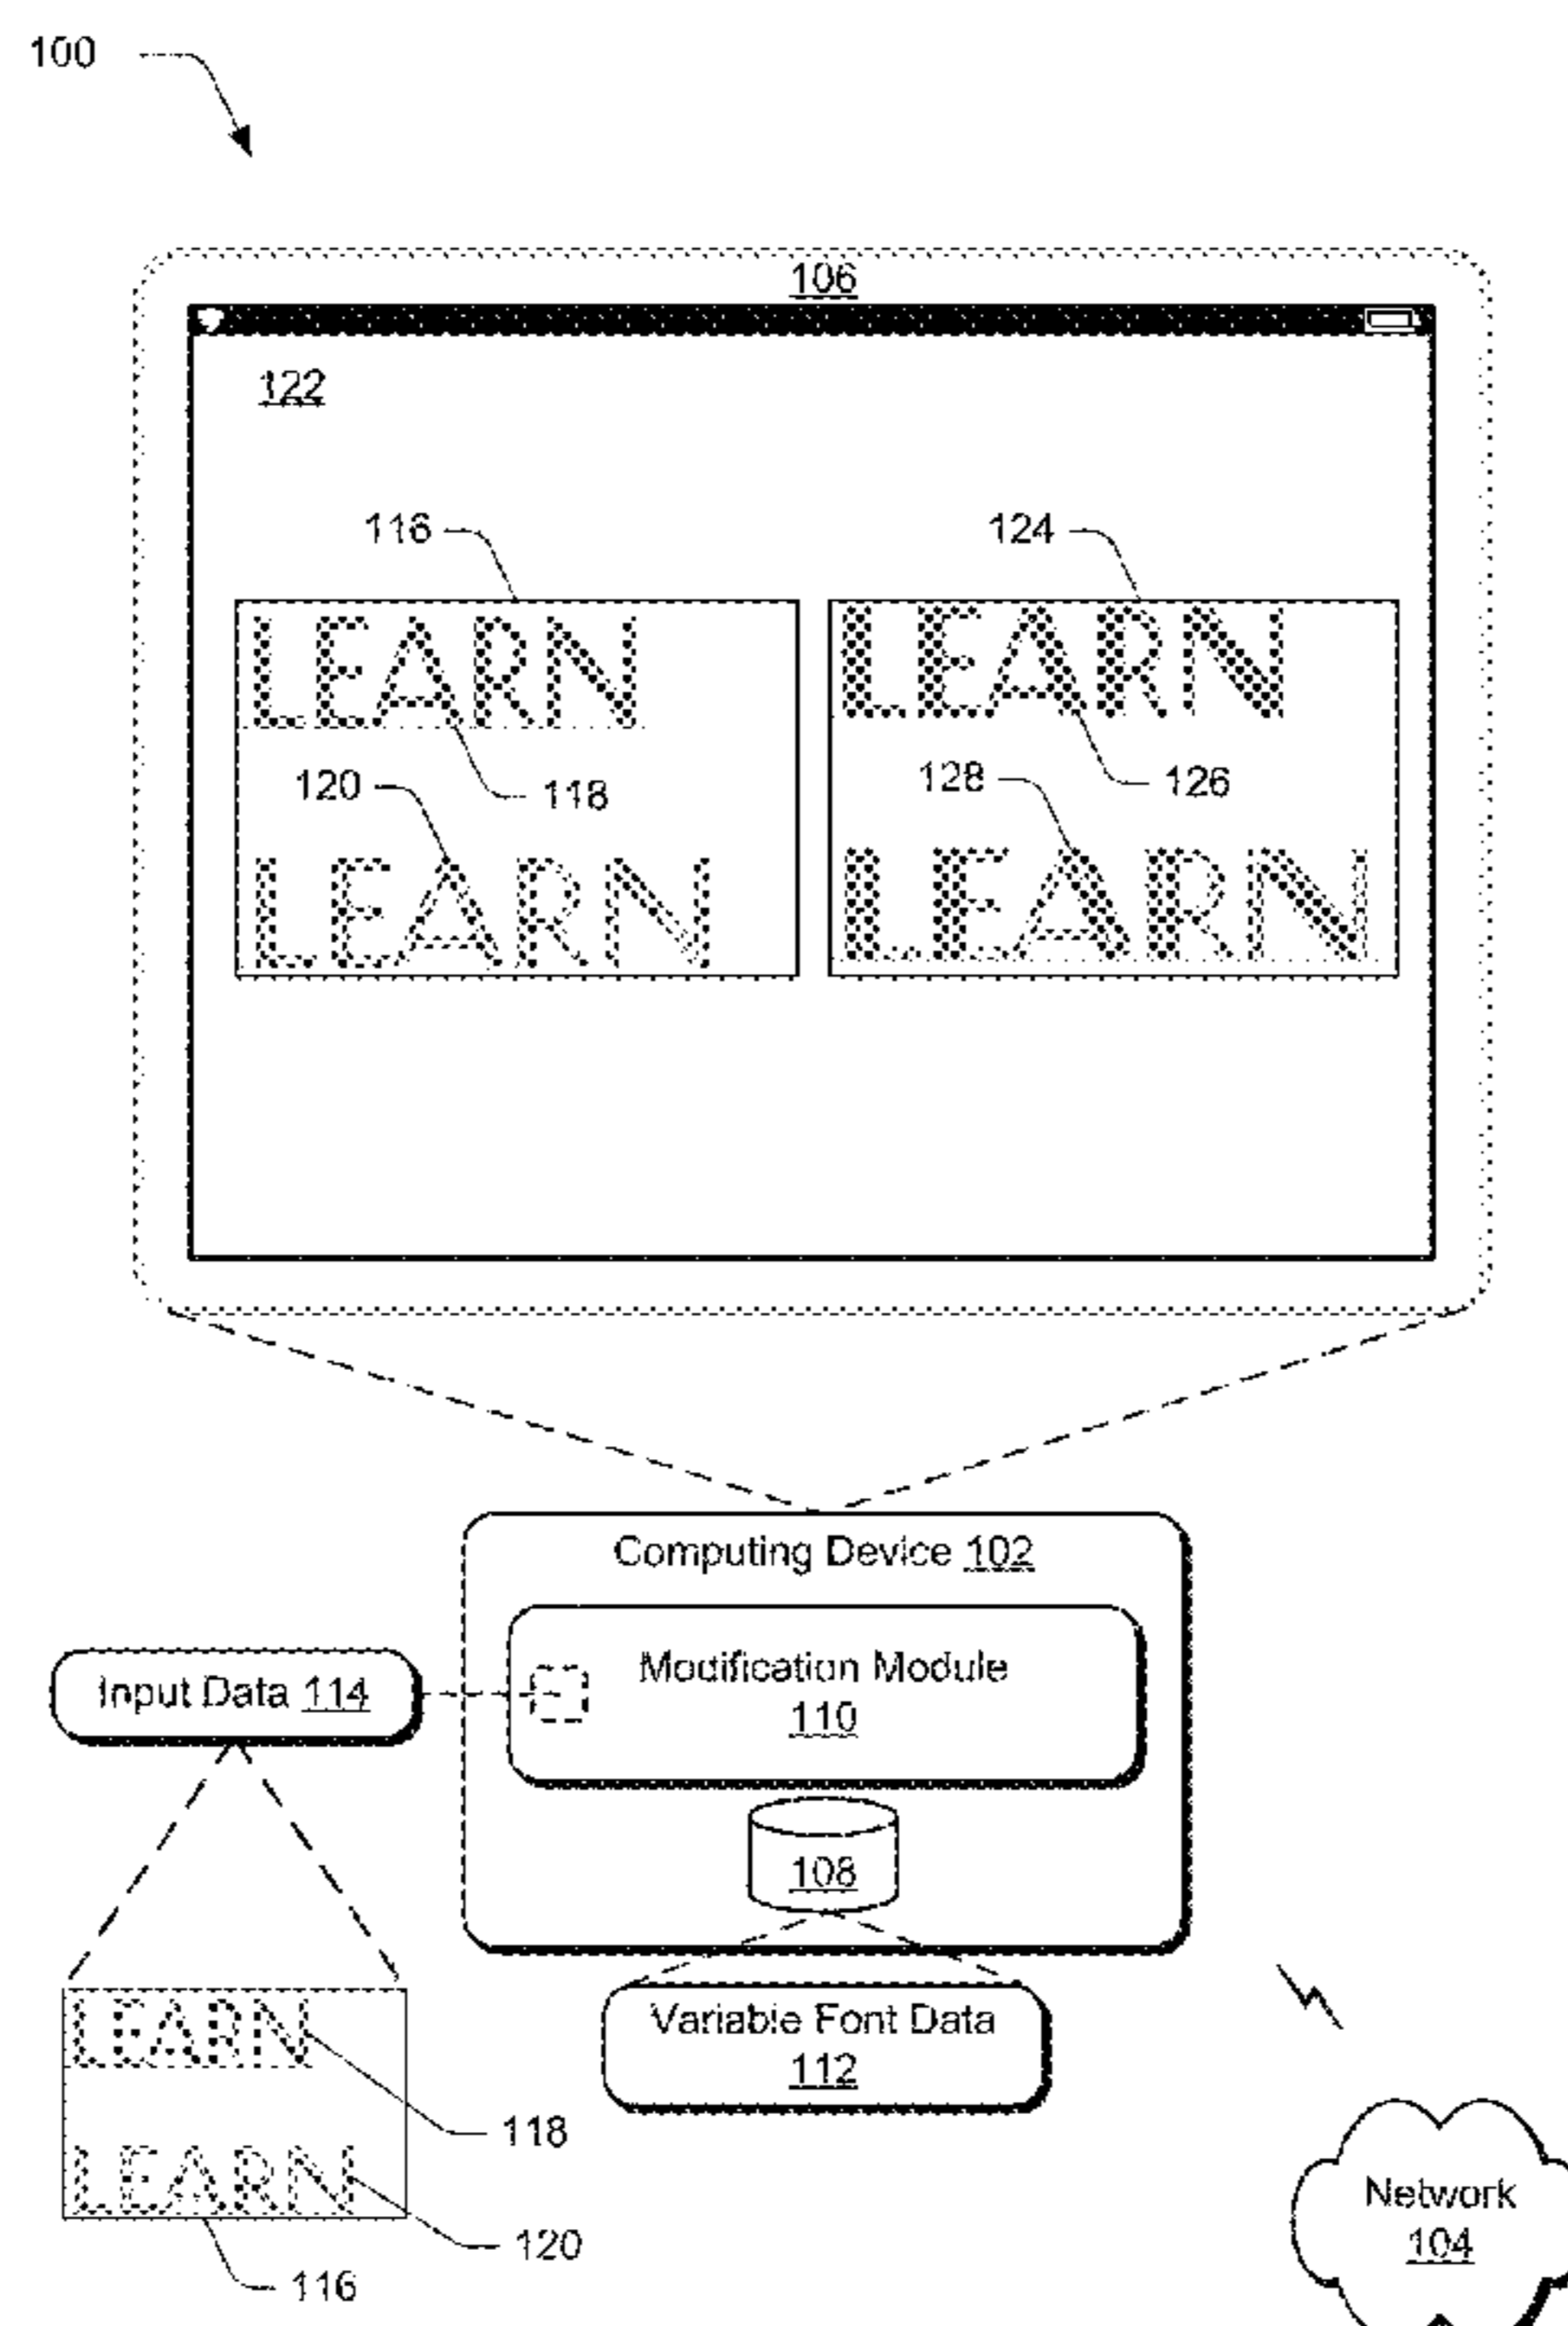 100
106
122
116
124
LEARN
LEARN
120
118
128
126
LEARN
LEARN
Computing Device 102
Modification Module
110
Input Data 114
108
LEARN
Variable Font Data
112
118
LEARN
120
116
Network
104